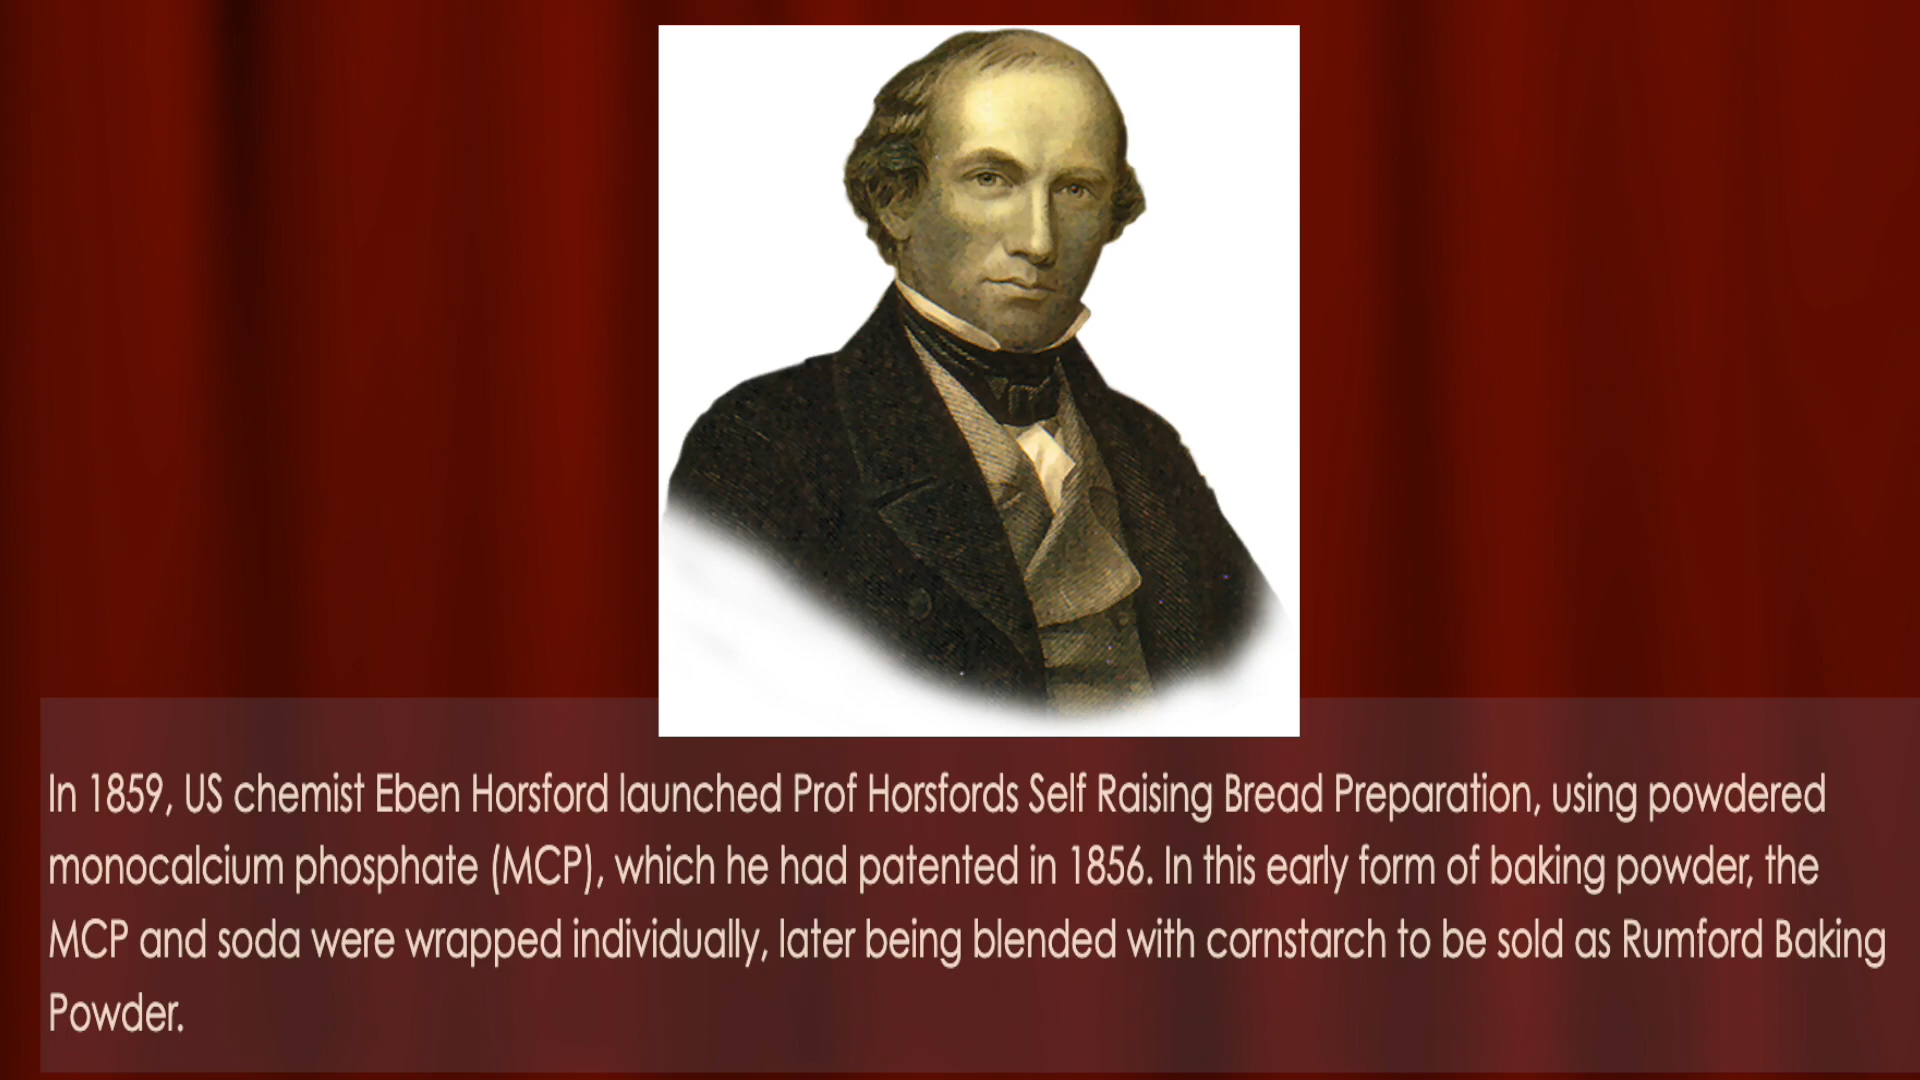 In 1859, US chemist Eben Horsford launched Prof Horsfords Self Raising Bread Preparation, using powdered
monocalcium phosphate (MCP), which he had patented in 1856. In this early form of baking powder, the
MCP and soda were wrapped individually, later being blended with cornstarch to be sold as Rumford Baking
Powder.